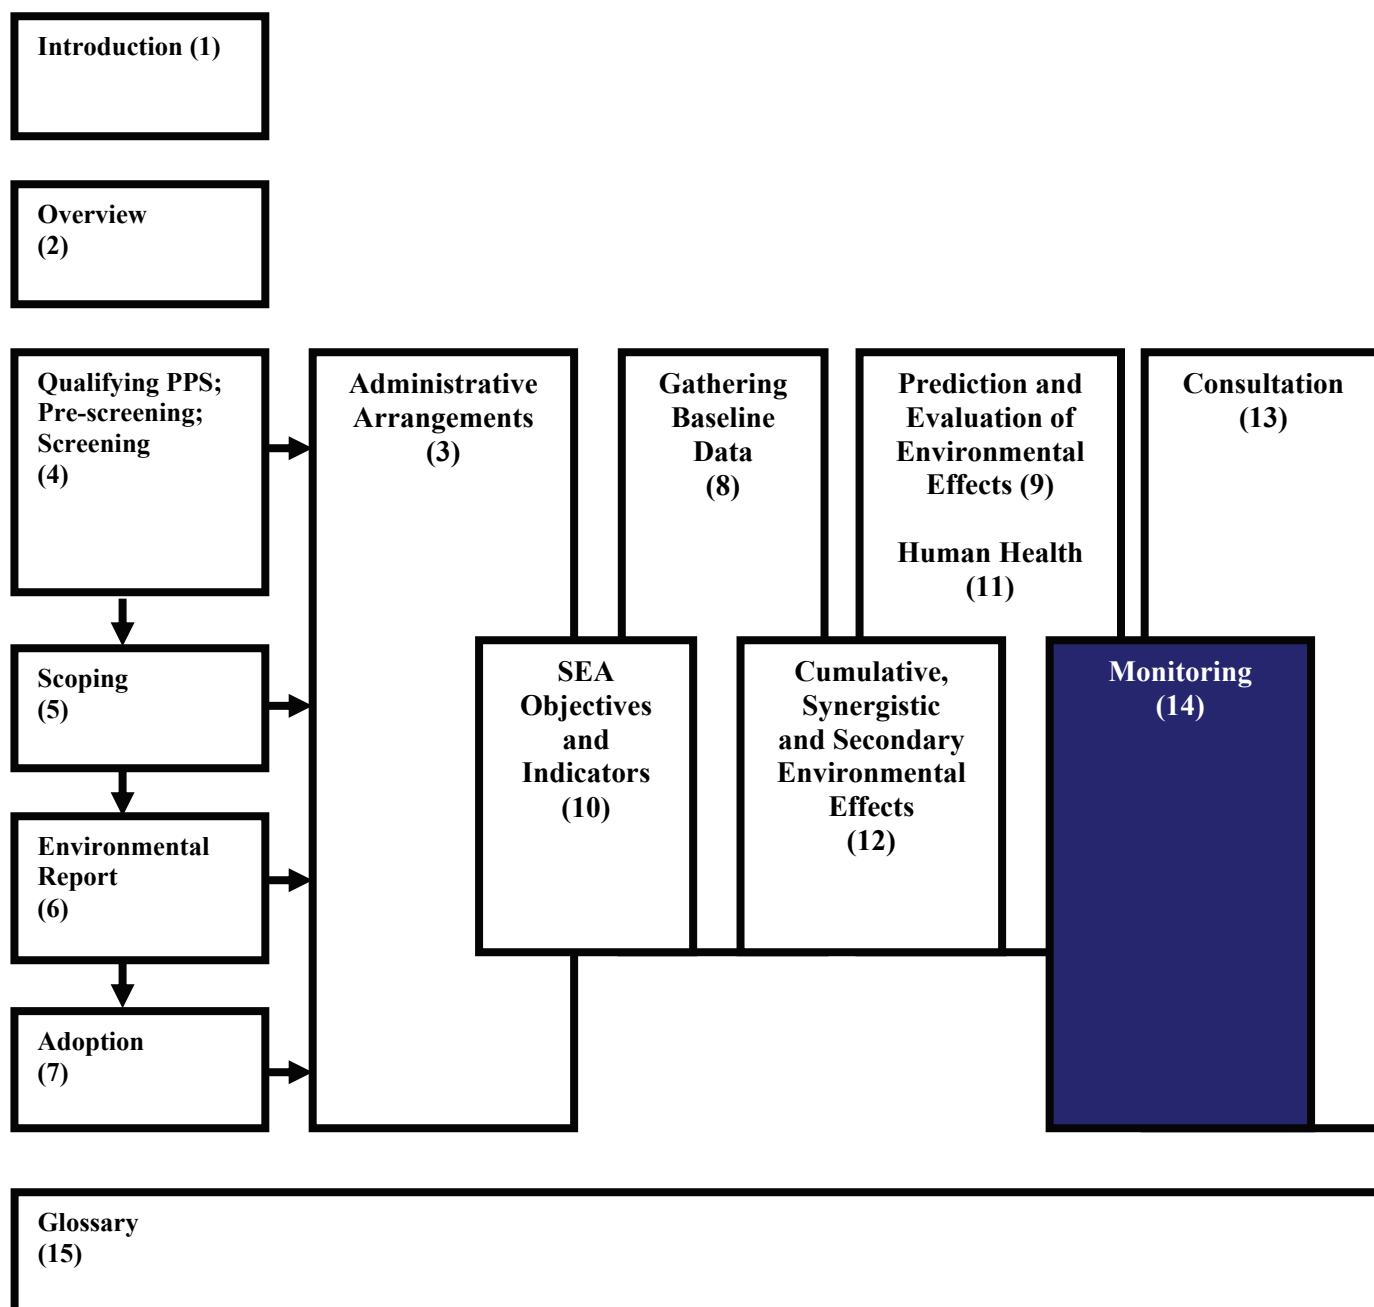 Introduction (1)
Overview
(2)
Qualifying PPS;
Pre-screening;
Screening
(4)
Administrative
Arrangements
(3)
Gathering
Baseline
Data
(8)
Prediction and
Evaluation of
Environmental
Effects (9)
Human Health
(11)
Consultation
(13)
Scoping
(5)
SEA
Objectives
and
Indicators
(10)
Cumulative,
Synergistic
and Secondary
Environmental
Effects
(12)
Monitoring
(14)
Environmental
Report
(6)
Adoption
(7)
Glossary
(15)